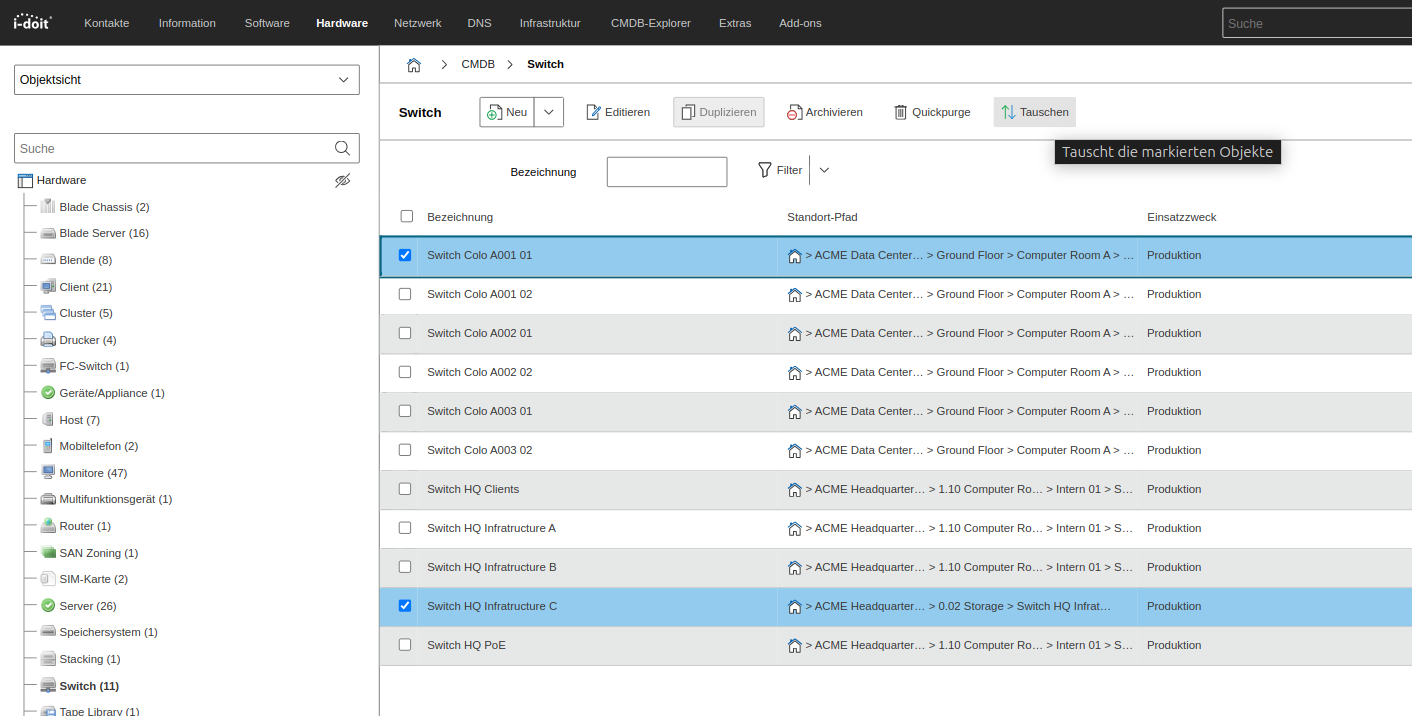 i-doit Kontakte Information Software Hardware Netzwerk DNS Infrastruktur CMDB-Explorer Extras Add-ons Suche
Objektsicht
Suche
Hardware
Blade Chassis (2)
Blade Server (16)
Blende (8)
Client (21)
Cluster (5)
Drucker (4)
FC-Switch (1)
Geräte/Appliance (1)
Host (7)
Mobiltelefon (2)
Monitore (47)
Multifunktionsgerät (1)
Router (1)
SAN Zoning (1)
SIM-Karte (2)
Server (26)
Speichersystem (1)
Stacking (1)
Switch (11)
Tape Library (1)
> CMDB > Switch
Switch Neu Editieren Duplizieren Archivieren Quickpurge Tauschen
Tauscht die markierten Objekte
Bezeichnung Filter
Bezeichnung Standort-Pfad Einsatzzweck
Switch Colo A001 01 > ACME Data Center… > Ground Floor > Computer Room A > … Produktion
Switch Colo A001 02 > ACME Data Center… > Ground Floor > Computer Room A > … Produktion
Switch Colo A002 01 > ACME Data Center… > Ground Floor > Computer Room A > … Produktion
Switch Colo A002 02 > ACME Data Center… > Ground Floor > Computer Room A > … Produktion
Switch Colo A003 01 > ACME Data Center… > Ground Floor > Computer Room A > … Produktion
Switch Colo A003 02 > ACME Data Center… > Ground Floor > Computer Room A > … Produktion
Switch HQ Clients > ACME Headquarter… > 1.10 Computer Ro… > Intern 01 > S… Produktion
Switch HQ Infratructure A > ACME Headquarter… > 1.10 Computer Ro… > Intern 01 > S… Produktion
Switch HQ Infratructure B > ACME Headquarter… > 1.10 Computer Ro… > Intern 01 > S… Produktion
Switch HQ Infratructure C > ACME Headquarter… > 0.02 Storage > Switch HQ Infrat… Produktion
Switch HQ PoE > ACME Headquarter… > 1.10 Computer Ro… > Intern 01 > S… Produktion